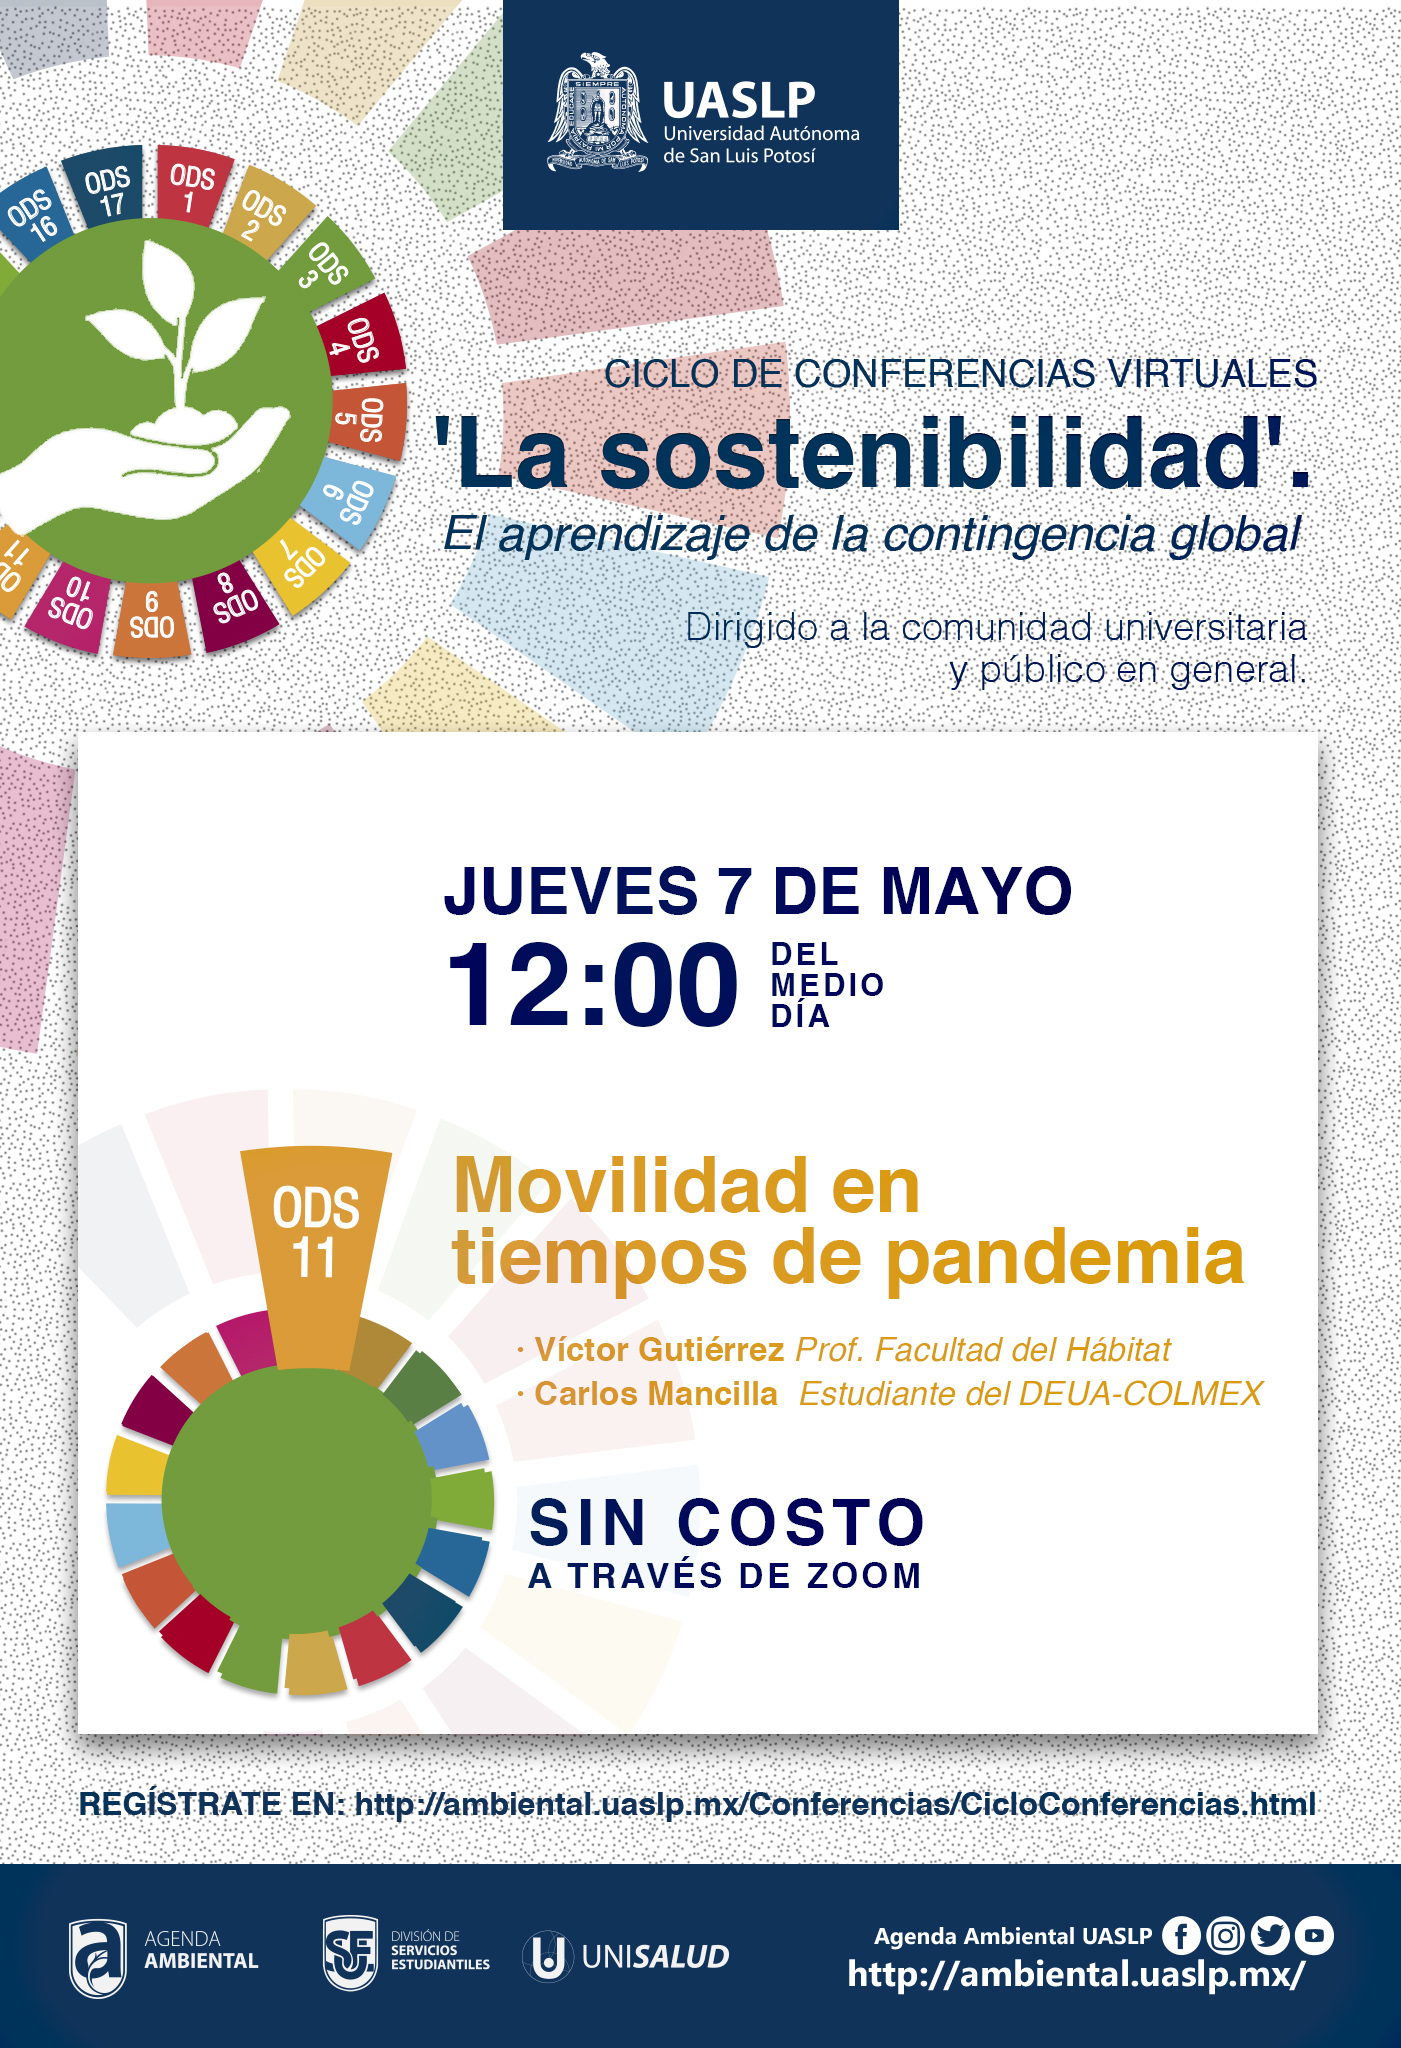 UASLP
Universidad Autónoma
de San Luis Potosí
ODS
16
ODS
17
ODS
1
ODS
2
ODS
3
ODS
4
ODS
5
ODS
6
ODS
7
ODS
8
ODS
9
ODS
10
11
CICLO DE CONFERENCIAS VIRTUALES
'La sostenibilidad'.
El aprendizaje de la contingencia global
Dirigido a la comunidad universitaria
y público en general.
JUEVES 7 DE MAYO
12:00
DEL
MEDIO
DÍA
ODS
11
Movilidad en
tiempos de pandemia
· Víctor Gutiérrez Prof. Facultad del Hábitat
· Carlos Mancilla Estudiante del DEUA-COLMEX
SIN COSTO
A TRAVÉS DE ZOOM
REGÍSTRATE EN: http://ambiental.uaslp.mx/Conferencias/CicloConferencias.html
AGENDA
AMBIENTAL
DIVISIÓN DE
SERVICIOS
ESTUDIANTILES
UNISALUD
Agenda Ambiental UASLP
http://ambiental.uaslp.mx/